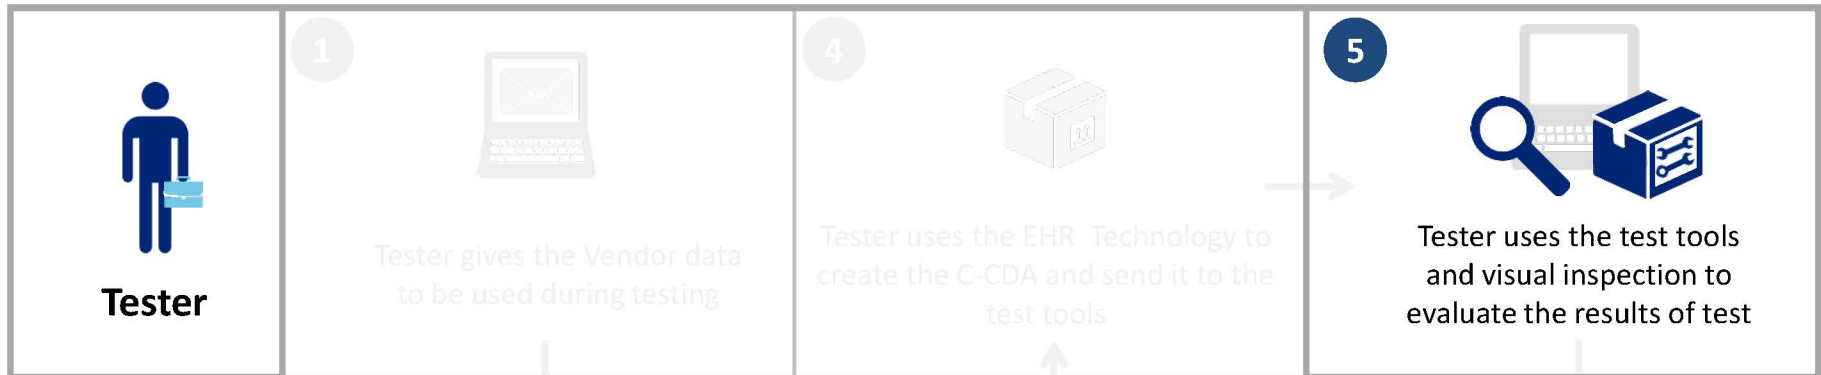 Tester
1
Tester gives the Vendor data
to be used during testing
4
Tester uses the EHR  Technology to
create the C-CDA and send it to the
test tools
5
Tester uses the test tools
and visual inspection to
evaluate the results of test